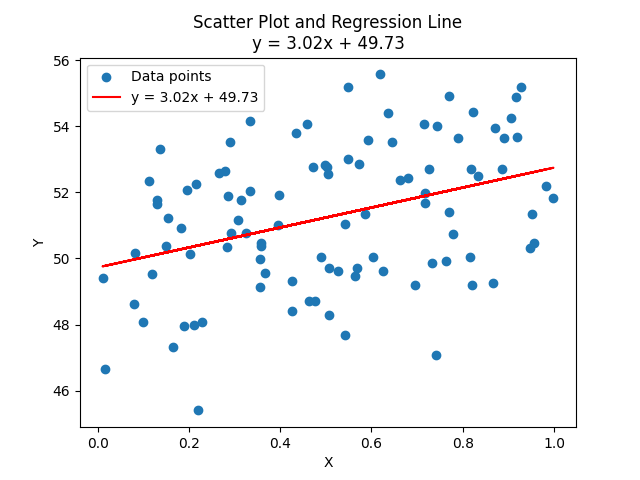 Scatter Plot and Regression Line
y = 3.02x + 49.73
Data points
y = 3.02x + 49.73
56
54
52
50
48
46
Y
0.0 0.2 0.4 0.6 0.8 1.0
X